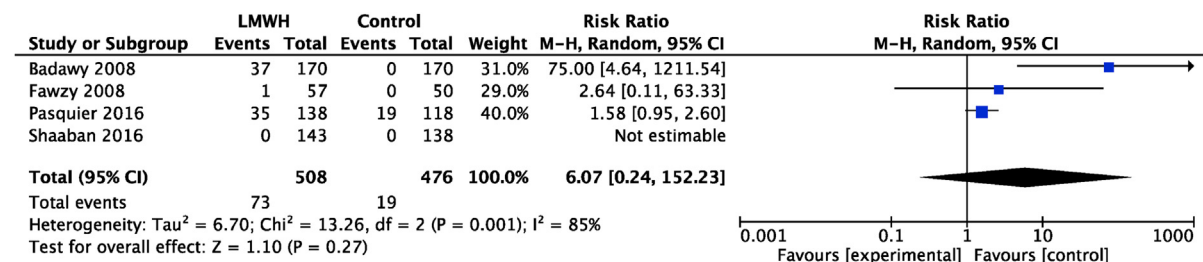 LMWH Control Risk Ratio Risk Ratio
Study or Subgroup Events Total Events Total Weight M-H, Random, 95% CI M-H, Random, 95% CI
Badawy 2008 37 170 0 170 31.0% 75.00 [4.64, 1211.54]
Fawzy 2008 1 57 0 50 29.0% 2.64 [0.11, 63.33]
Pasquier 2016 35 138 19 118 40.0% 1.58 [0.95, 2.60]
Shaaban 2016 0 143 0 138 Not estimable
Total (95% CI) 508 476 100.0% 6.07 [0.24, 152.23]
Total events 73 19
Heterogeneity: Tau² = 6.70; Chi² = 13.26, df = 2 (P = 0.001); I² = 85%
Test for overall effect: Z = 1.10 (P = 0.27)
0.001 0.1 1 10 1000
Favours [experimental] Favours [control]